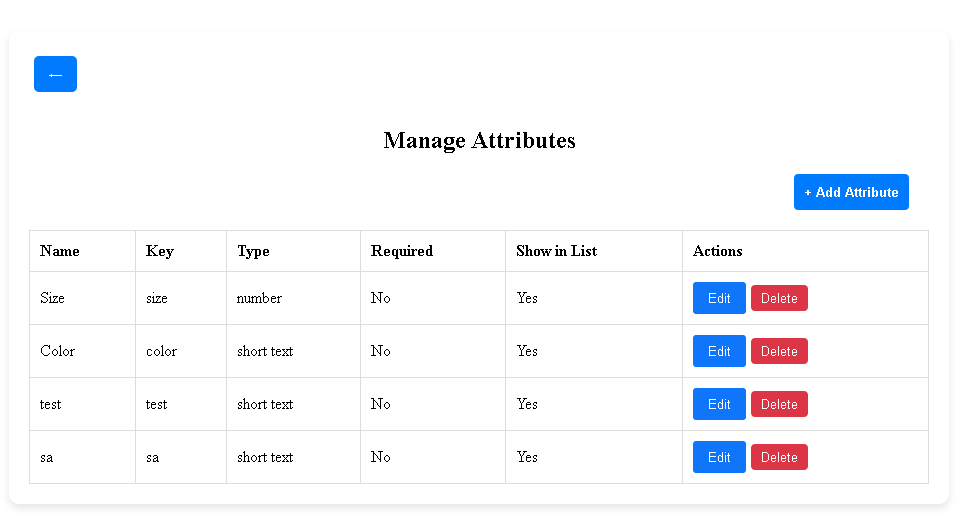 ←
Manage Attributes
+ Add Attribute
Name Key Type Required Show in List Actions
Size size number No Yes Edit Delete
Color color short text No Yes Edit Delete
test test short text No Yes Edit Delete
sa sa short text No Yes Edit Delete